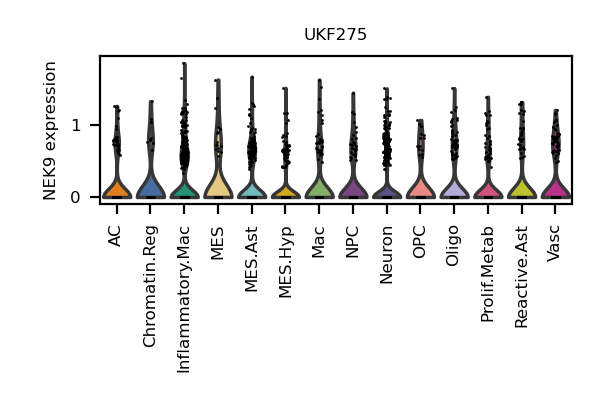 UKF275
NEK9 expression
1
0
AC
Chromatin.Reg
Inflammatory.Mac
MES
MES.Ast
MES.Hyp
Mac
NPC
Neuron
OPC
Oligo
Prolif.Metab
Reactive.Ast
Vasc